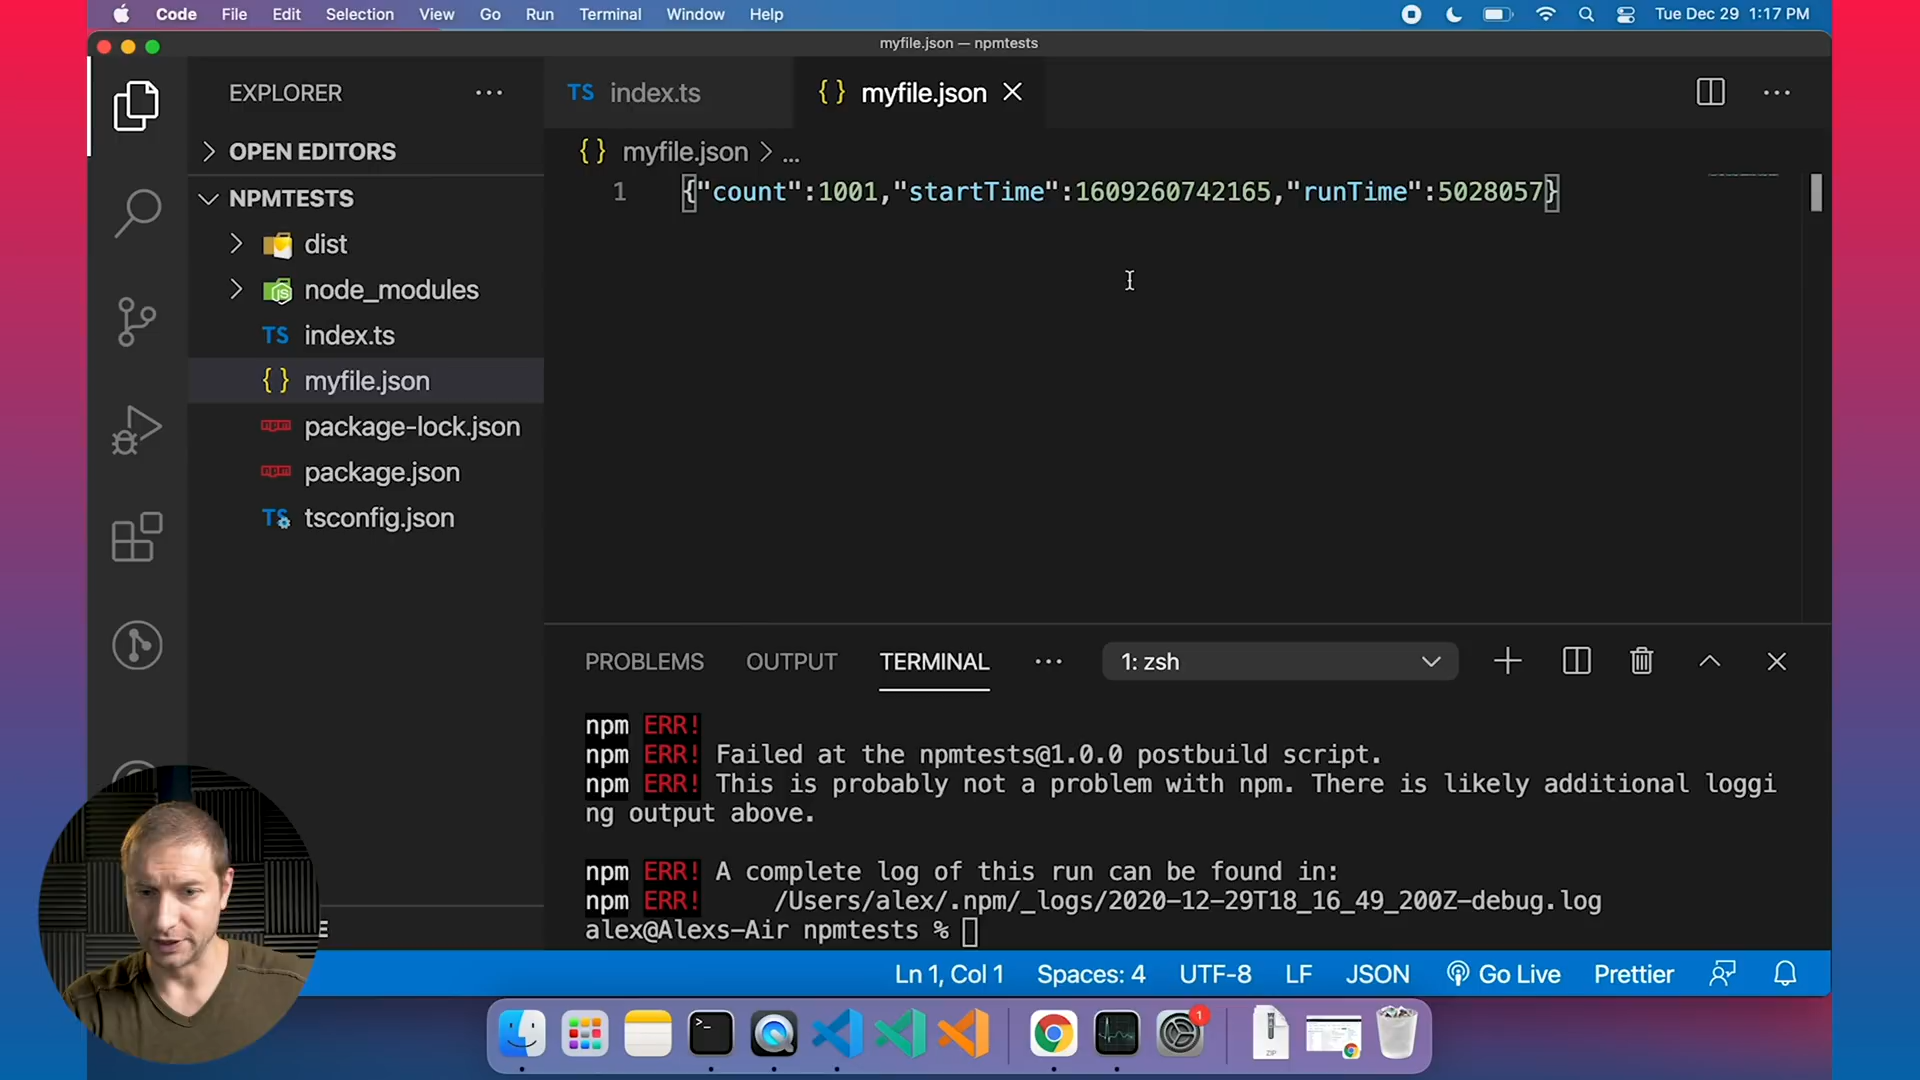 Code File Edit Selection View Go Run Terminal Window Help Tue Dec 29 1:17 PM
myfile.json — npmtests
EXPLORER ···
TS index.ts
{ } myfile.json
OPEN EDITORS
{ } myfile.json > ...
NPMTESTS
1 {"count":1001,"startTime":1609260742165,"runTime":5028057}
dist
node_modules
TS index.ts
{ } myfile.json
package-lock.json
package.json
TS tsconfig.json
PROBLEMS OUTPUT TERMINAL ··· 1: zsh
npm ERR!
npm ERR! Failed at the npmtests@1.0.0 postbuild script.
npm ERR! This is probably not a problem with npm. There is likely additional loggi
ng output above.
npm ERR! A complete log of this run can be found in:
npm ERR!     /Users/alex/.npm/_logs/2020-12-29T18_16_49_200Z-debug.log
alex@Alexs-Air npmtests %
E
Ln 1, Col 1 Spaces: 4 UTF-8 LF JSON Go Live Prettier
1
ZIP